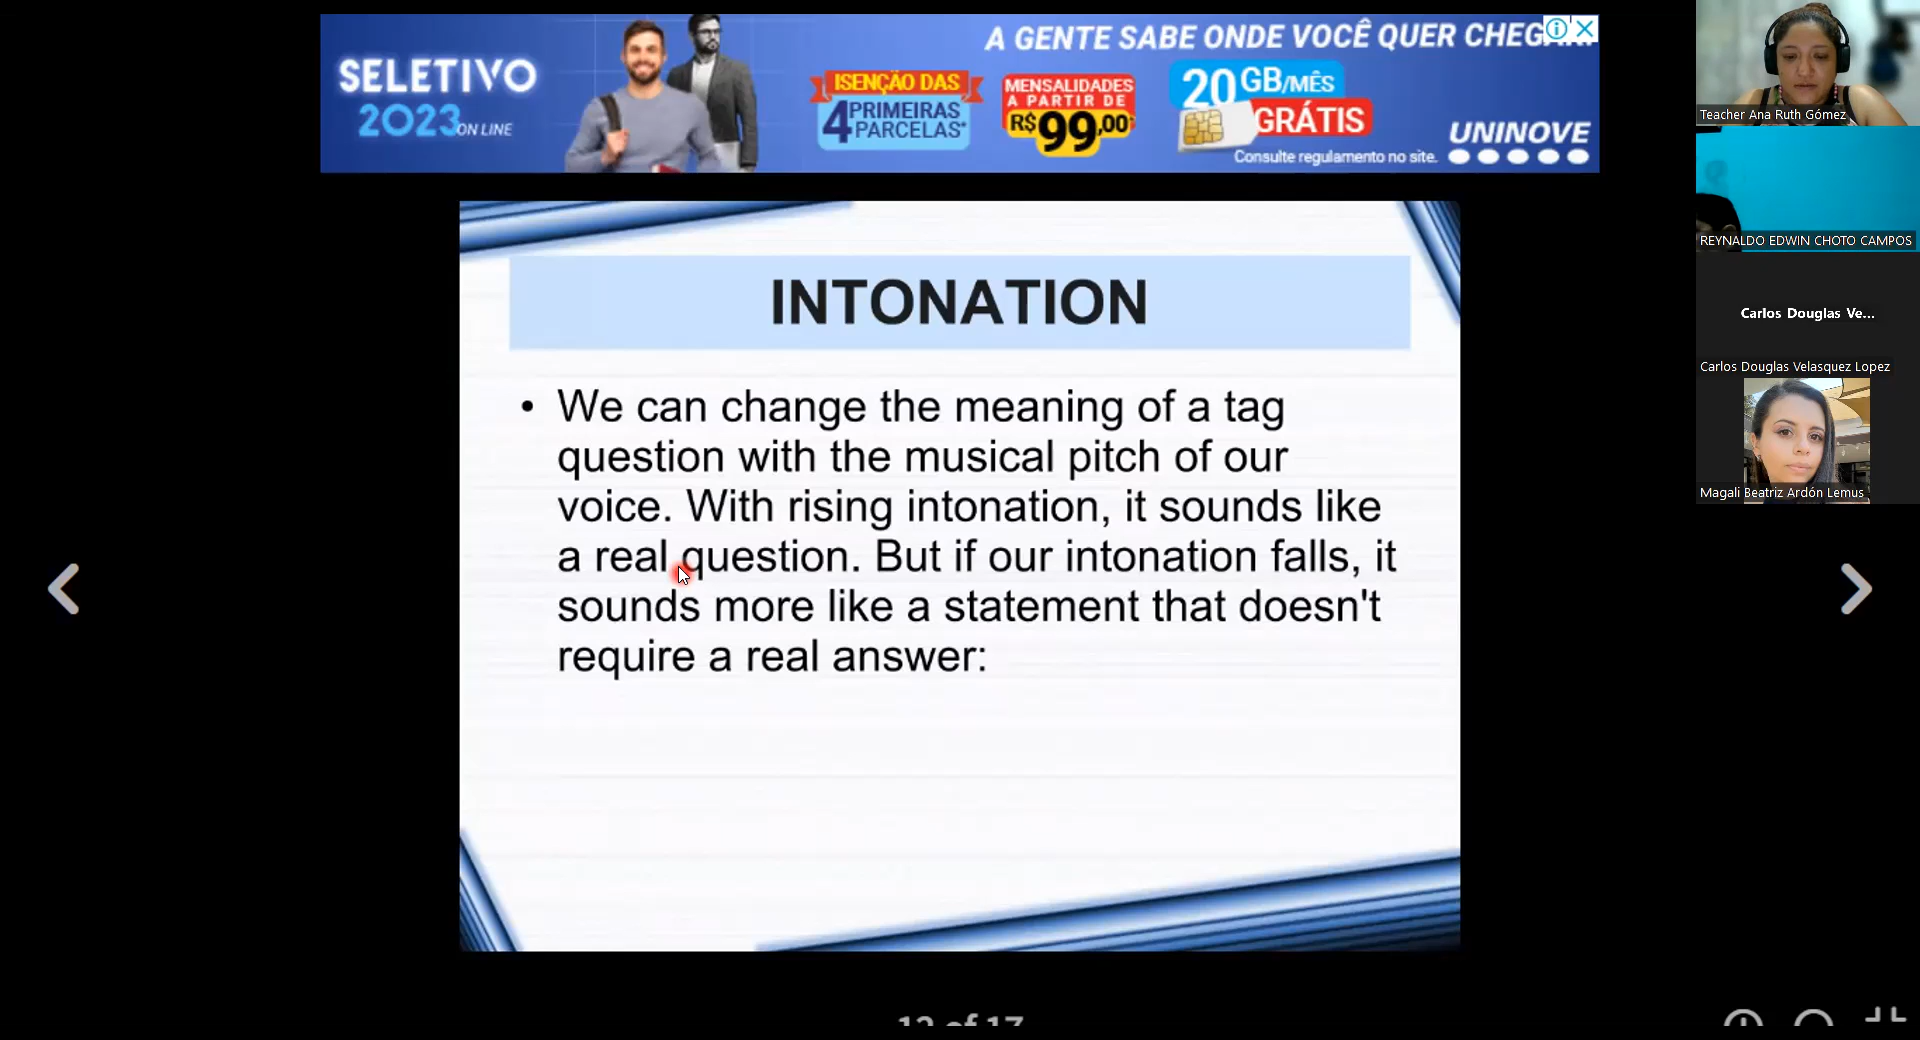 SELETIVO
2023 ON LINE
ISENÇÃO DAS
4 PRIMEIRAS
PARCELAS*
MENSALIDADES
A PARTIR DE
R$99,00*
A GENTE SABE ONDE VOCÊ QUER
20 GB/MÊS
GRÁTIS
Consulte regulamento no site.
UNINOVE
INTONATION
• We can change the meaning of a tag
question with the musical pitch of our
voice. With rising intonation, it sounds like
a real question. But if our intonation falls, it
sounds more like a statement that doesn't
require a real answer:
of 17
Teacher Ana Ruth Gómez
REYNALDO EDWIN CHOTO CAMPOS
Carlos Douglas Ve...
Carlos Douglas Velasquez Lopez
Magali Beatriz Ardón Lemus